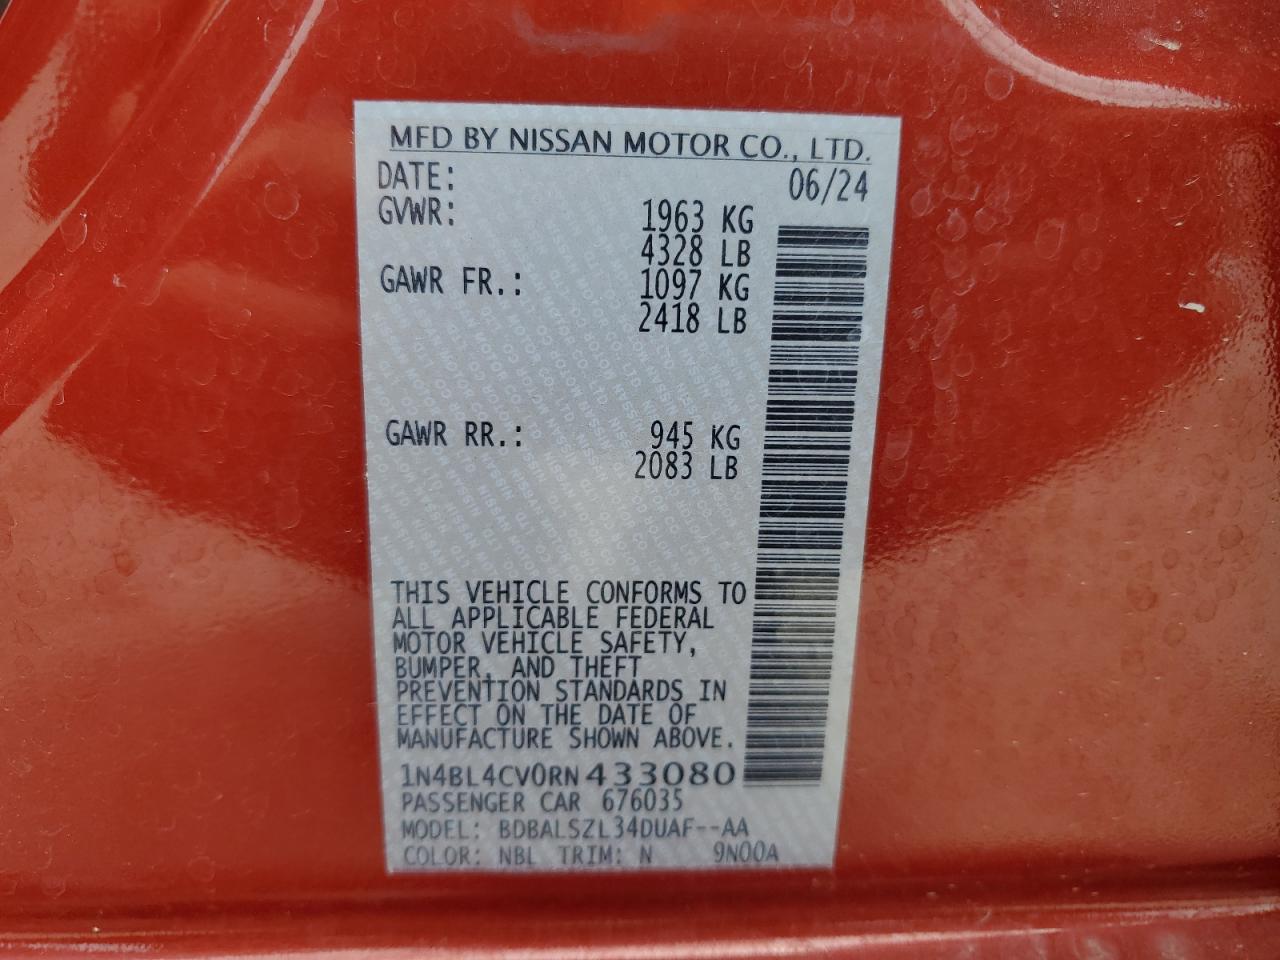 MFD BY NISSAN MOTOR CO., LTD.
DATE: 06/24
GVWR: 1963 KG
4328 LB
GAWR FR.: 1097 KG
2418 LB
GAWR RR.: 945 KG
2083 LB
THIS VEHICLE CONFORMS TO
ALL APPLICABLE FEDERAL
MOTOR VEHICLE SAFETY,
BUMPER, AND THEFT
PREVENTION STANDARDS IN
EFFECT ON THE DATE OF
MANUFACTURE SHOWN ABOVE.
1N4BL4CV0RN433080
PASSENGER CAR 676035
MODEL: BDBALSZL34DUAF--AA
COLOR: NBL TRIM: N 9N00A